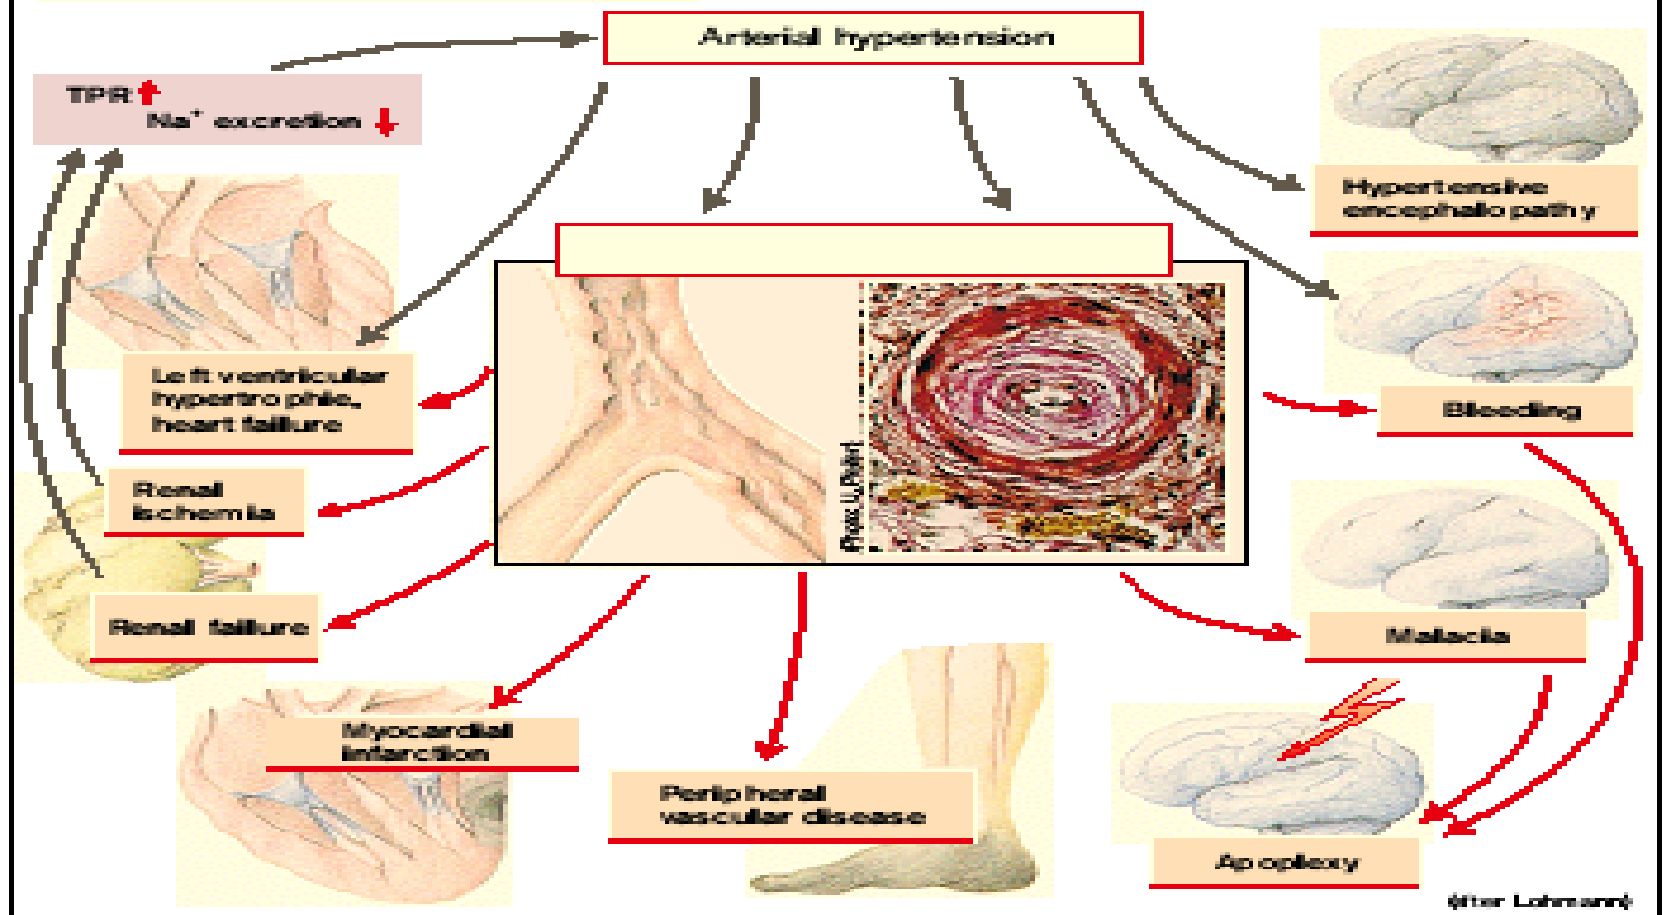 Arterial hypertension
TPR
Na⁺ excretion
Hypertensive
encephalopathy
Left ventricular
hypertrophie,
heart failure
Bleeding
Renal
ischemia
Renal failure
Malacia
Myocardial
infarction
Peripheral
vascular disease
Apoplexy
Lohmann)